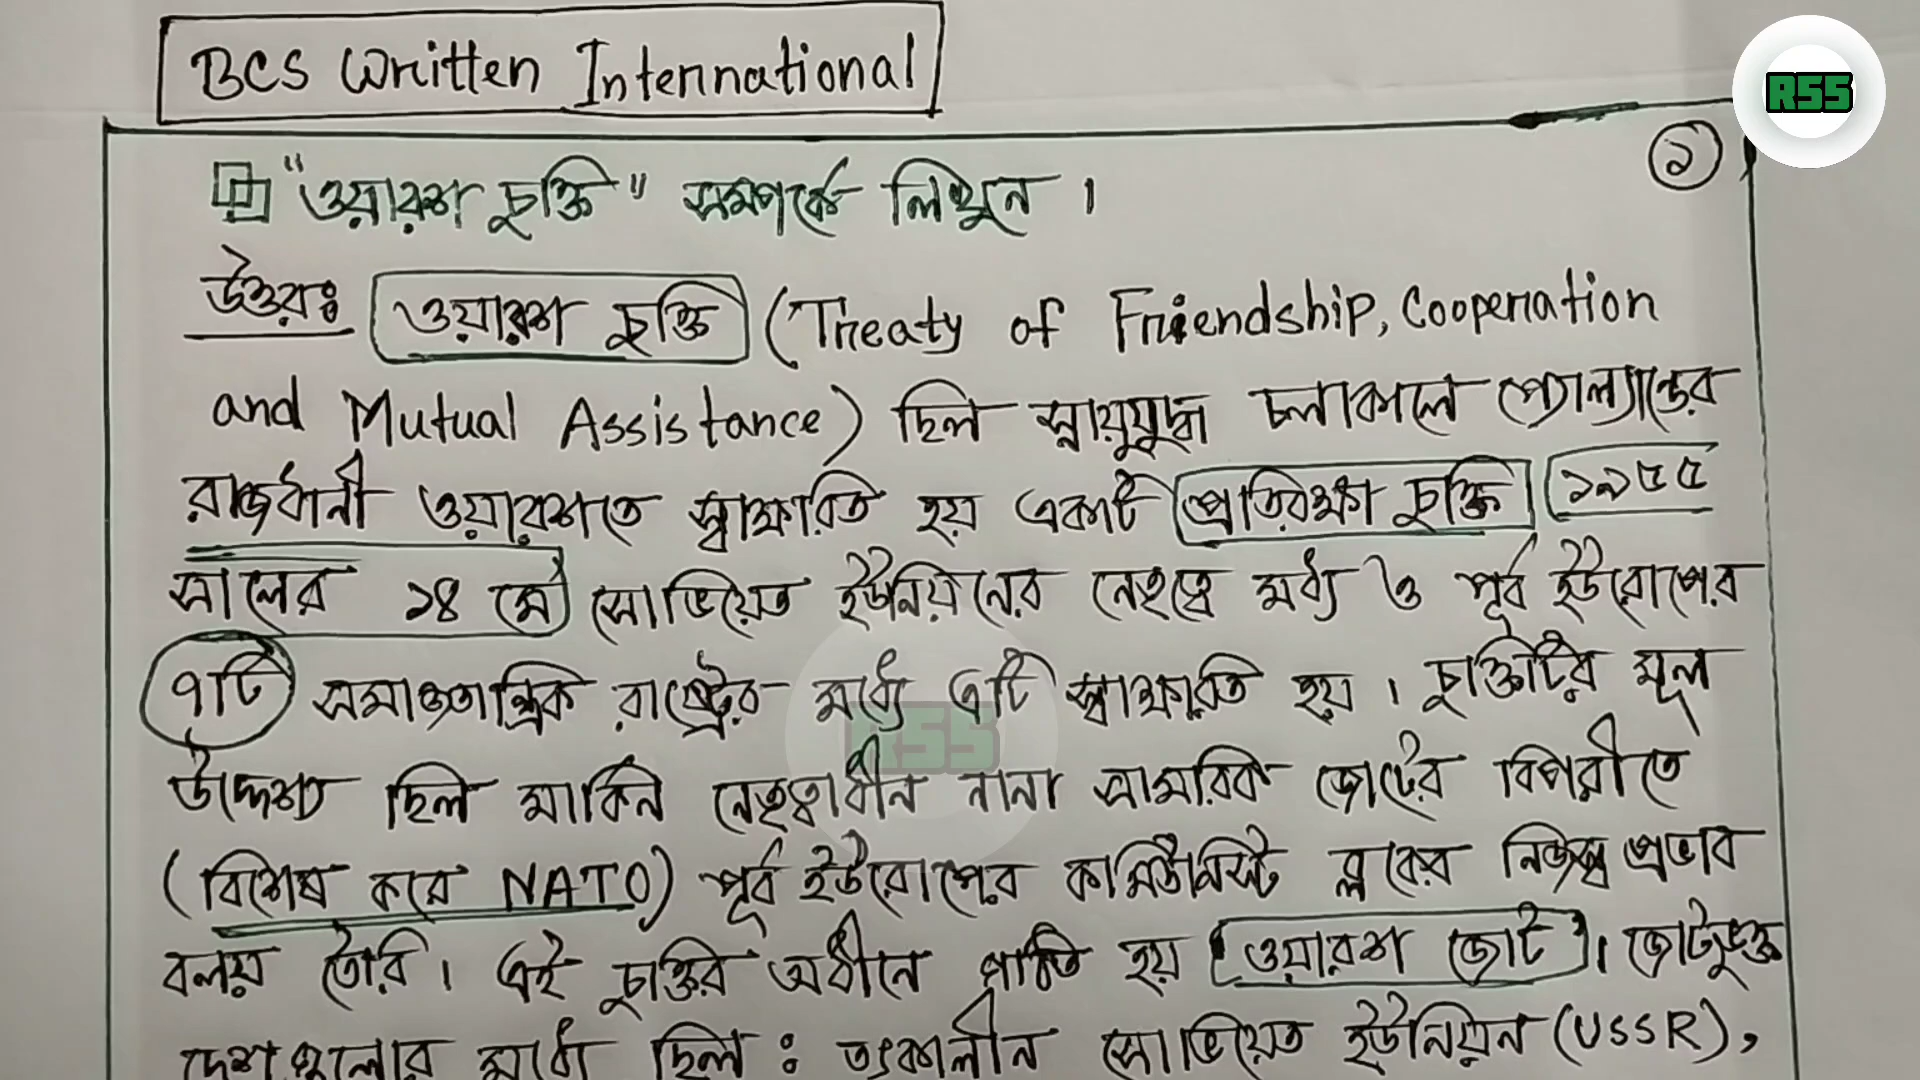 BCS Written International
RSS
১
"ওয়ারশ চুক্তি" সম্পর্কে লিখুন ।
উত্তরঃ ওয়ারশ চুক্তি (Treaty of Friendship, Cooperation
and Mutual Assistance) ছিল স্নায়ুযুদ্ধ চলাকালে পোল্যান্ডের
রাজধানী ওয়ারশতে স্বাক্ষরিত হয় একটি প্রতিরক্ষা চুক্তি ১৯৫৫
সালের ১৪ মে সোভিয়েত ইউনিয়নের নেতৃত্বে মধ্য ও পূর্ব ইউরোপের
৭টি সমাজতান্ত্রিক রাষ্ট্রের মধ্যে এটি স্বাক্ষরিত হয় । চুক্তিটির মূল
RSS
উদ্দেশ্য ছিল মার্কিন নেতৃত্বাধীন নানা সামরিক জোটের বিপরীতে
(বিশেষ করে NATO) পূর্ব ইউরোপের কমিউনিস্ট ব্লকের নিজস্ব প্রভাব
বলয় তৈরি । এই চুক্তির অধীনে গঠিত হয় ওয়ারশ জোট । জোটভুক্ত
দেশগুলোর মধ্যে ছিল : তৎকালীন সোভিয়েত ইউনিয়ন (USSR),